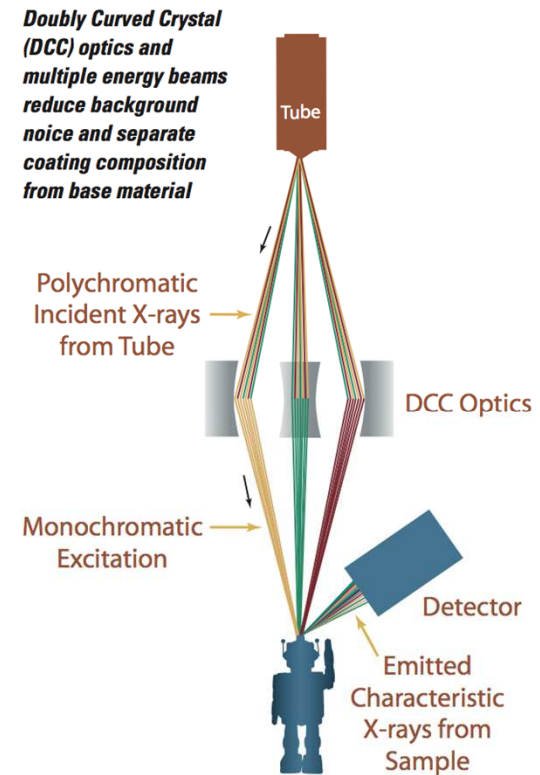 Doubly Curved Crystal
(DCC) optics and
multiple energy beams
reduce background
noice and separate
coating composition
from base material
Tube
Polychromatic
Incident X-rays
from Tube
DCC Optics
Monochromatic
Excitation
Detector
Emitted
Characteristic
X-rays from
Sample